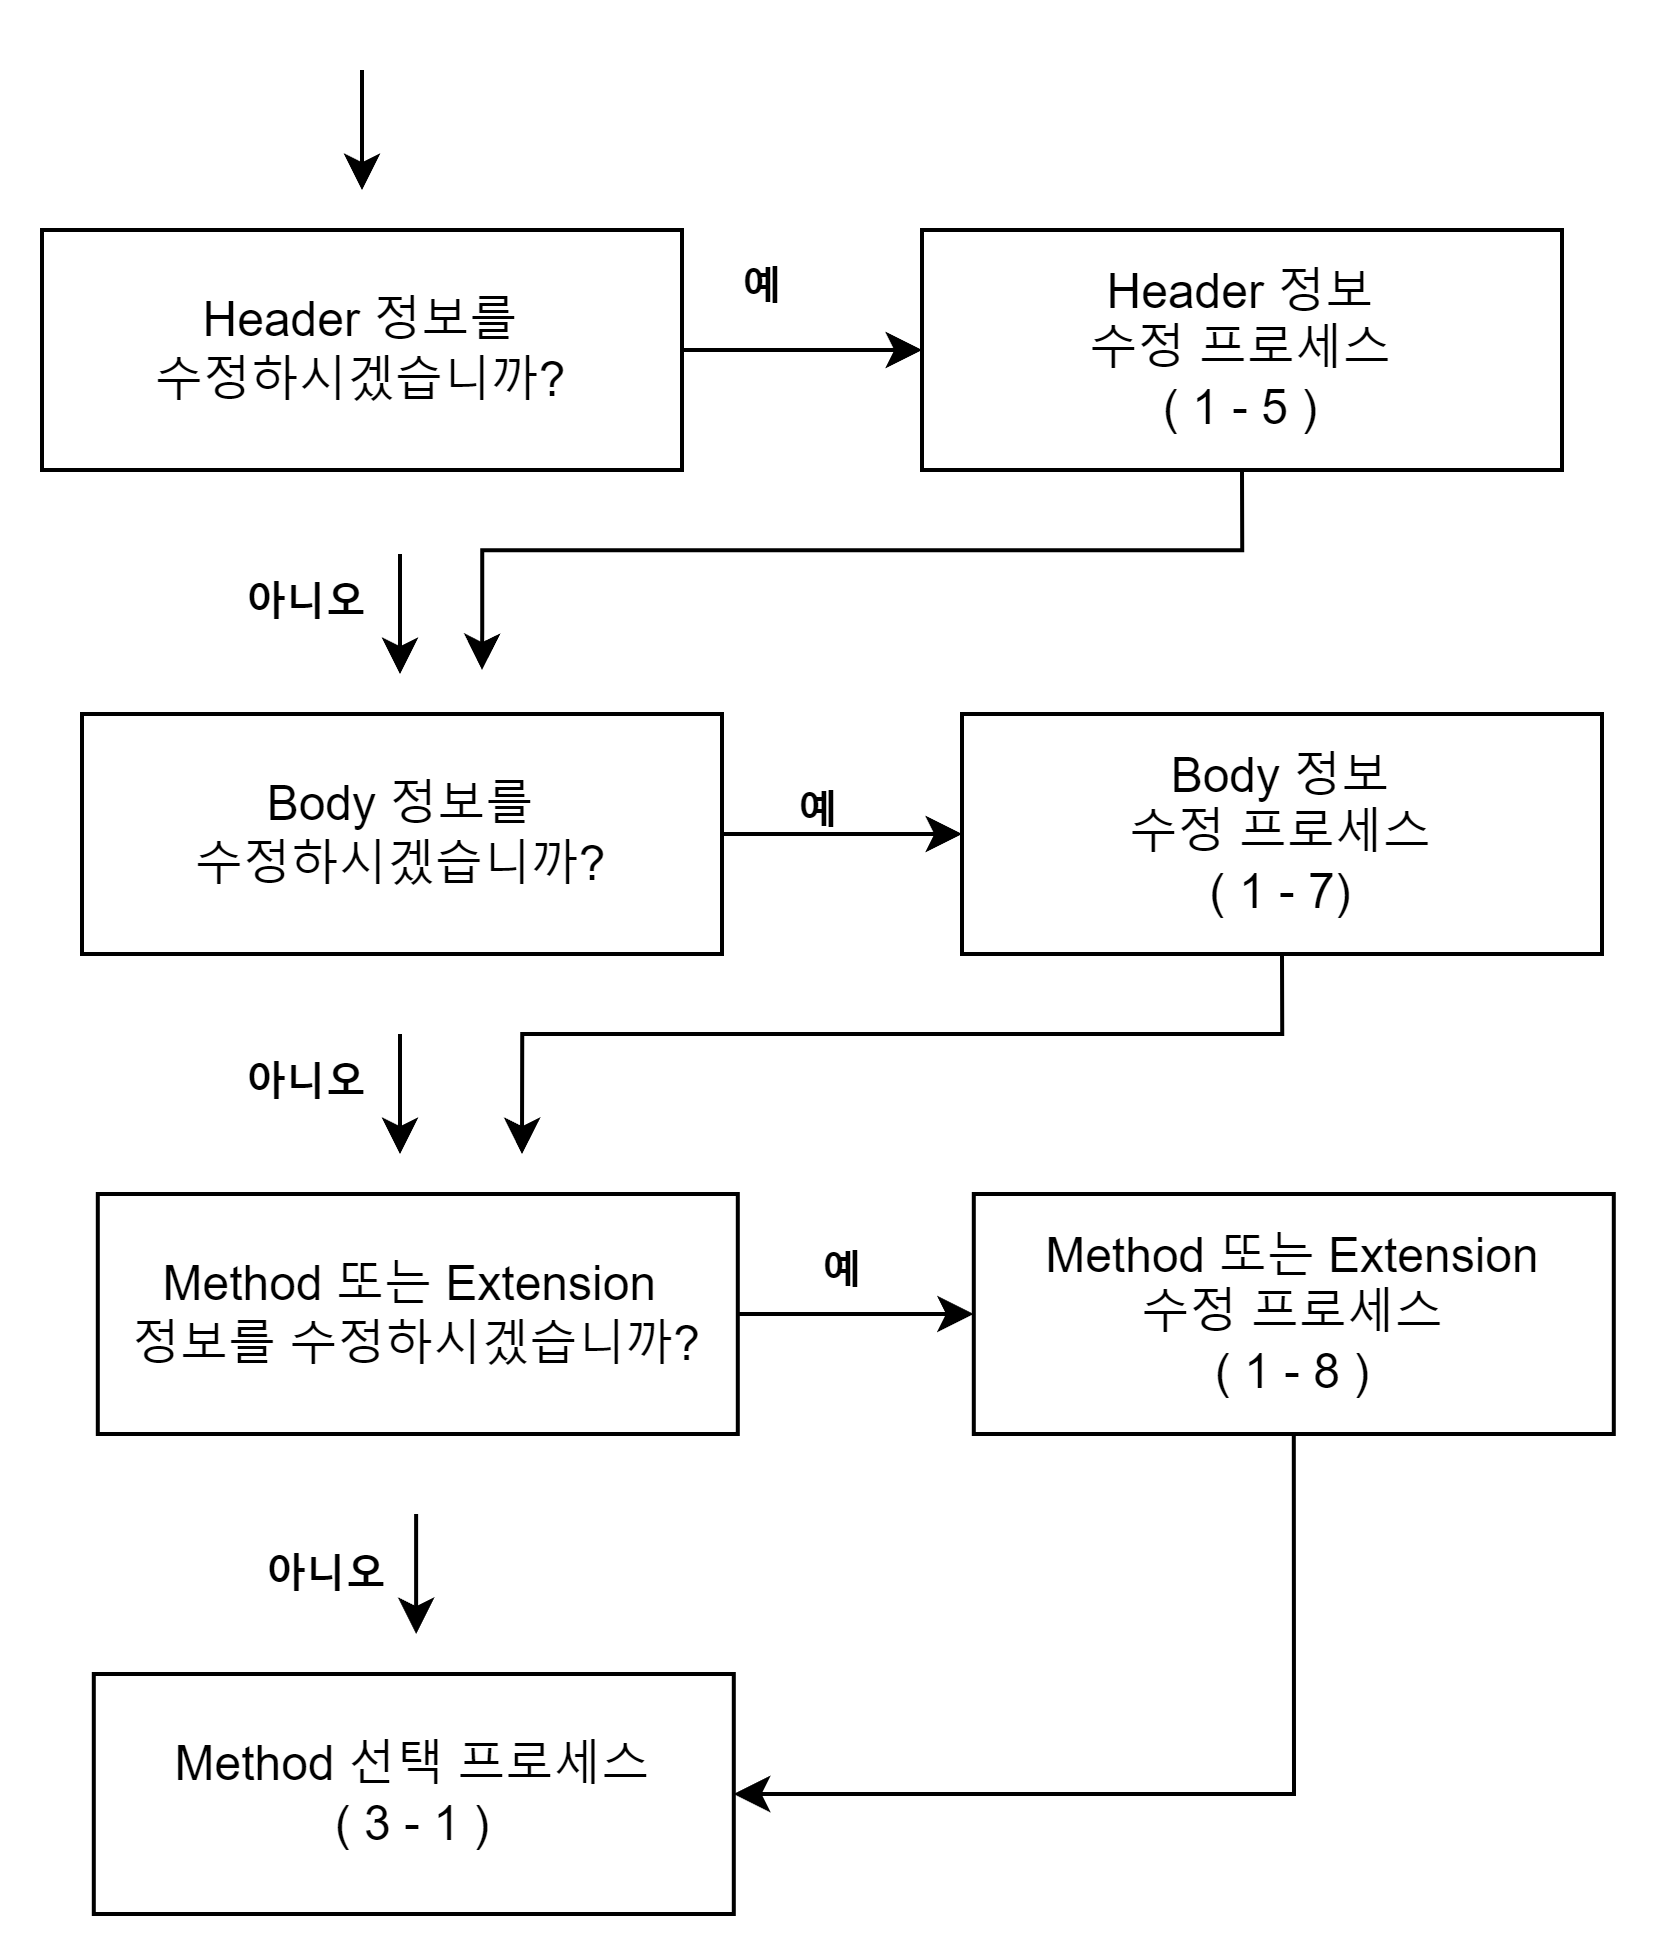 Header 정보를
수정하시겠습니까?
예
Header 정보
수정 프로세스
( 1 - 5 )
아니오
Body 정보를
수정하시겠습니까?
예
Body 정보
수정 프로세스
( 1 - 7)
아니오
Method 또는 Extension
정보를 수정하시겠습니까?
예
Method 또는 Extension
수정 프로세스
( 1 - 8 )
아니오
Method 선택 프로세스
( 3 - 1 )